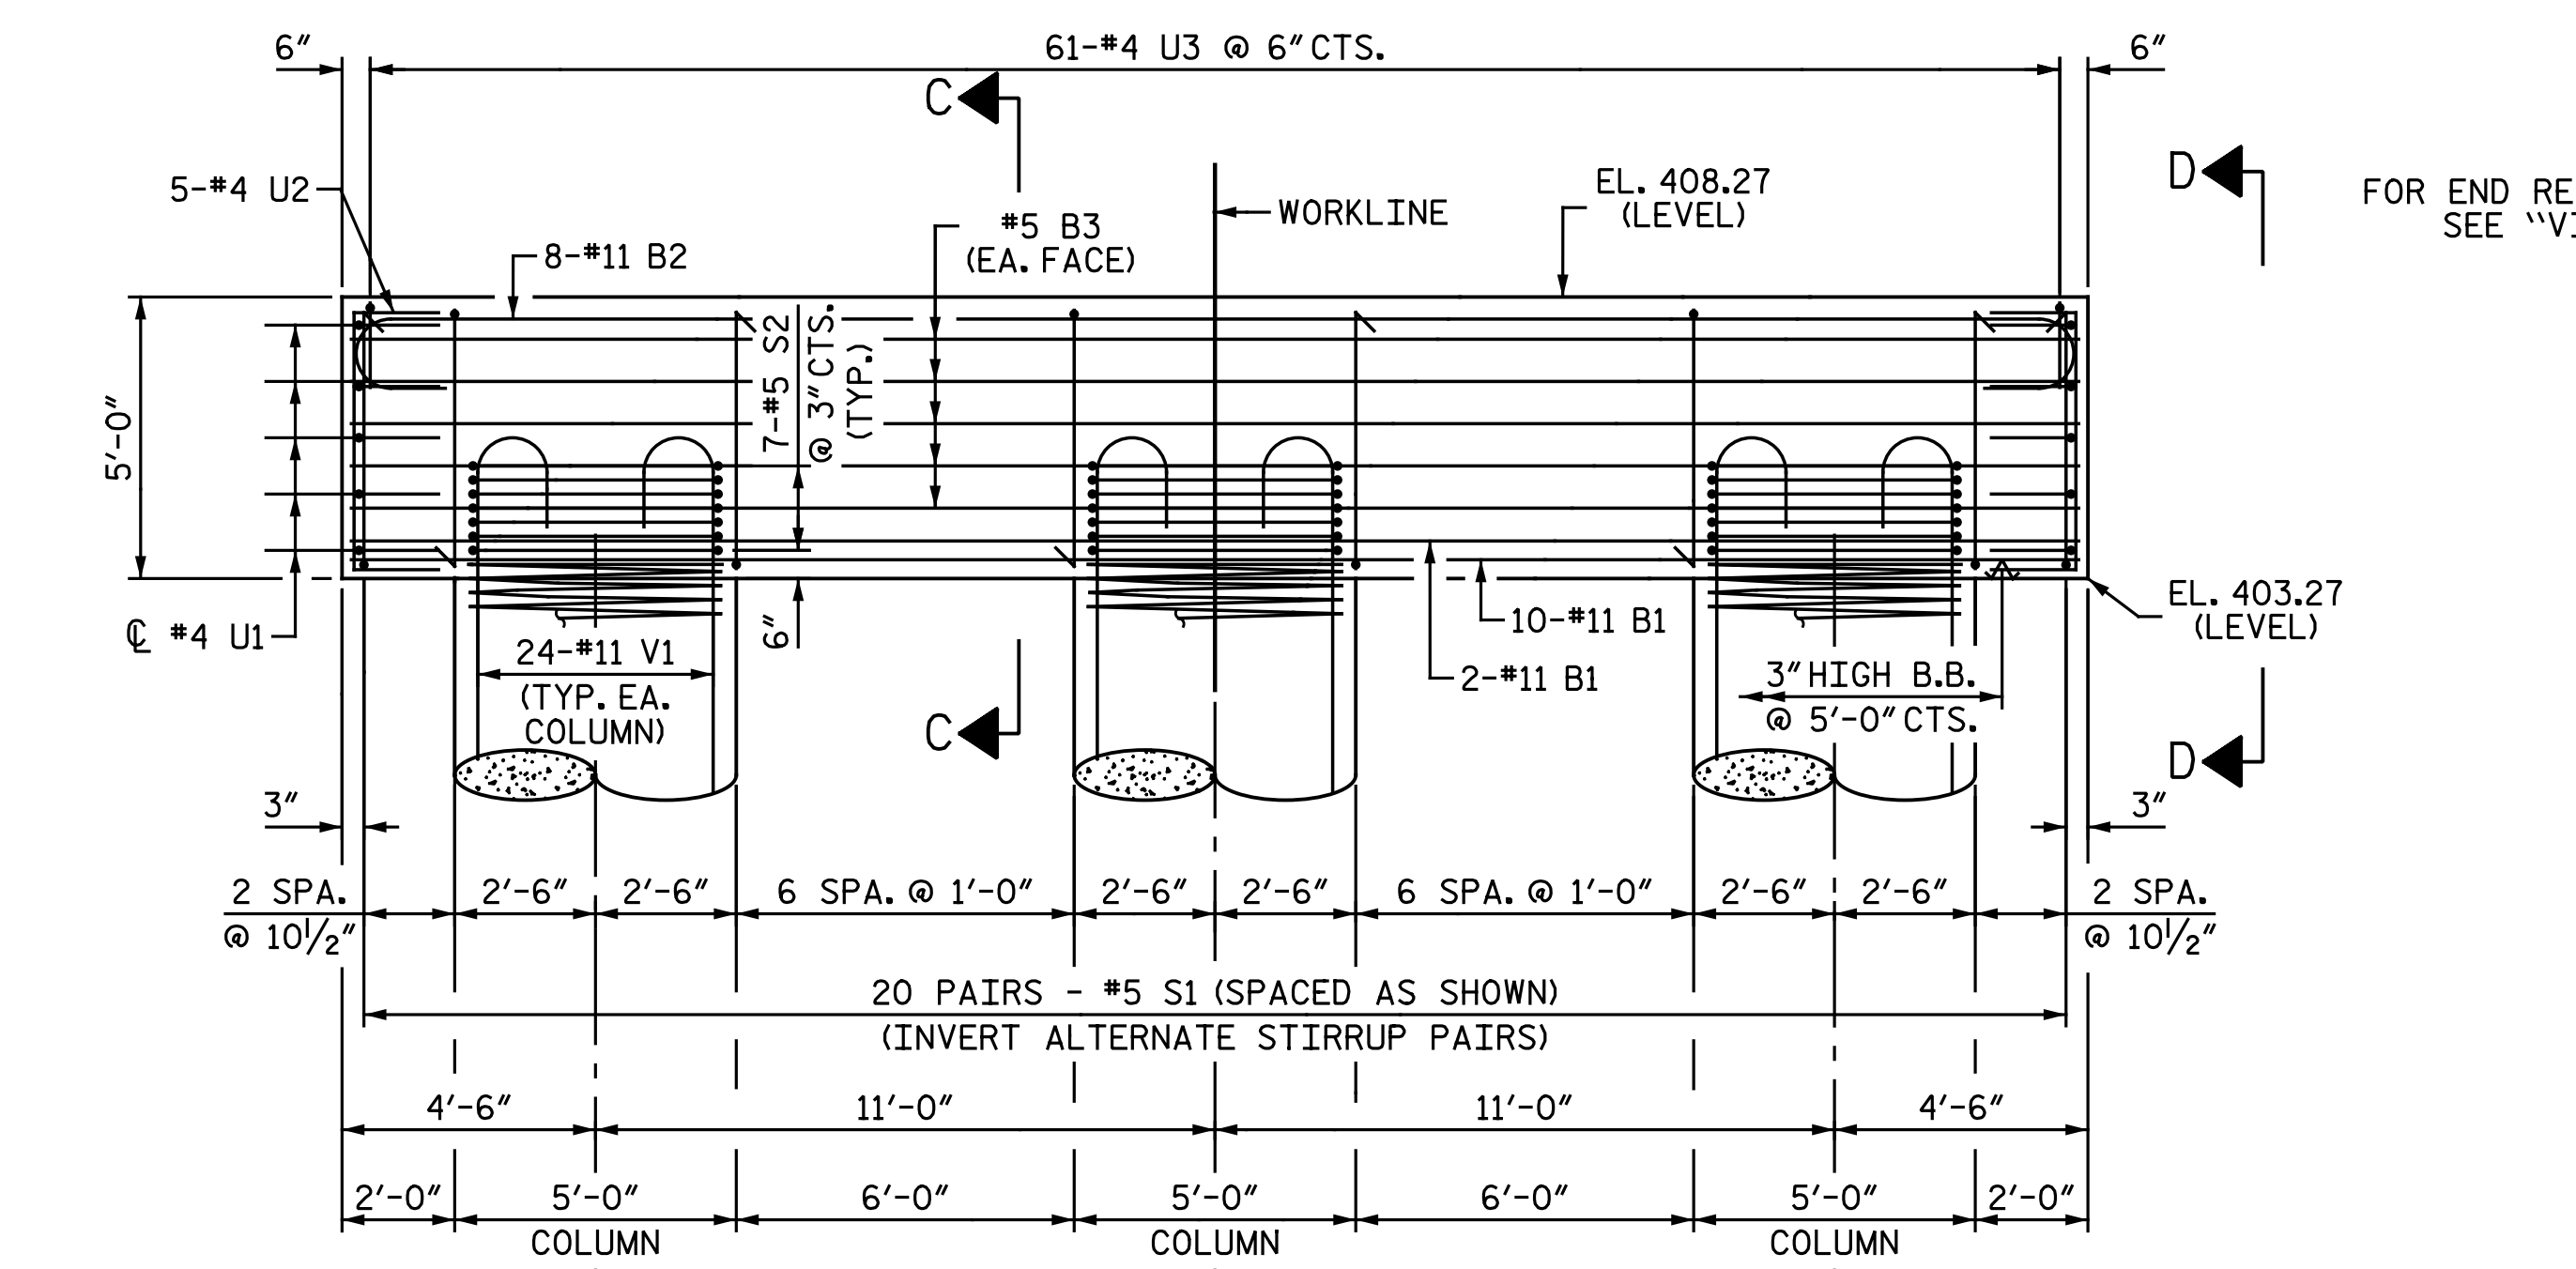 6"
61-#4 U3 @ 6" CTS.
6"
C
D
5-#4 U2
8-#11 B2
#5 B3
(EA. FACE)
WORKLINE
EL. 408.27
(LEVEL)
FOR END RE
SEE "VI
5'-0"
7-#5 S2
@ 3" CTS.
(TYP.)
℄ #4 U1
24-#11 V1
(TYP. EA.
COLUMN)
6"
C
10-#11 B1
2-#11 B1
3" HIGH B.B.
@ 5'-0" CTS.
EL. 403.27
(LEVEL)
D
3"
3"
2 SPA.
@ 10 1/2"
2'-6"
2'-6"
6 SPA. @ 1'-0"
2'-6"
2'-6"
6 SPA. @ 1'-0"
2'-6"
2'-6"
2 SPA.
@ 10 1/2"
20 PAIRS - #5 S1 (SPACED AS SHOWN)
(INVERT ALTERNATE STIRRUP PAIRS)
4'-6"
11'-0"
11'-0"
4'-6"
2'-0"
5'-0"
6'-0"
5'-0"
6'-0"
5'-0"
2'-0"
COLUMN
COLUMN
COLUMN